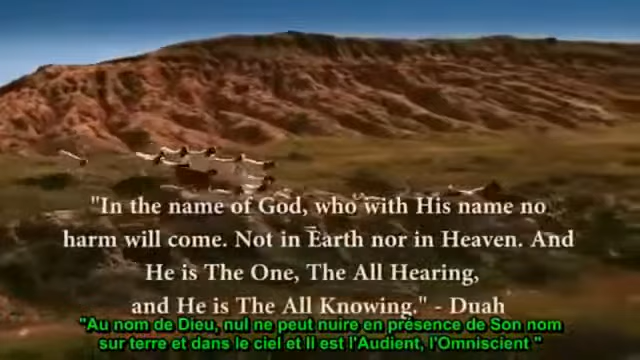 "In the name of God, who with His name no
harm will come. Not in Earth nor in Heaven. And
He is The One, The All Hearing,
and He is The All Knowing." - Duah
"Au nom de Dieu, nul ne peut nuire en présence de Son nom
sur terre et dans le ciel et Il est l'Audient, l'Omniscient "